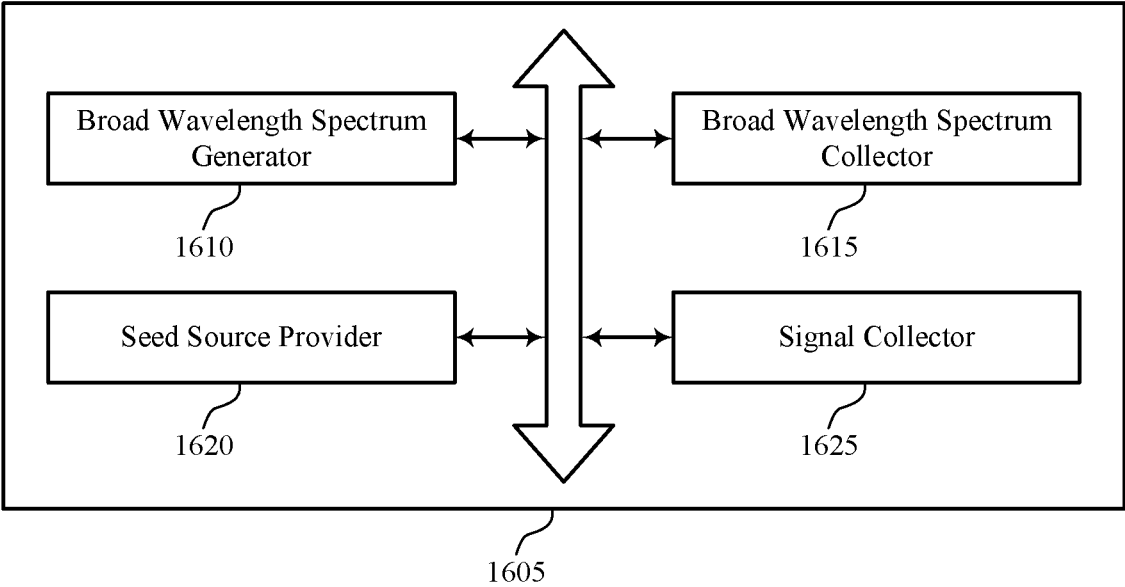 Broad Wavelength Spectrum
Generator
1610
Broad Wavelength Spectrum
Collector
1615
Seed Source Provider
1620
Signal Collector
1625
1605